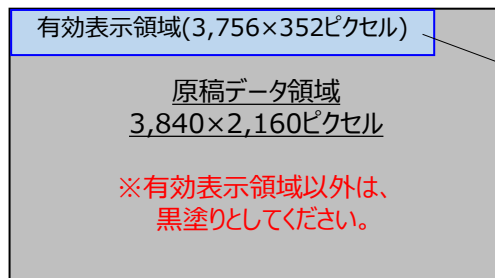 有効表示領域(3,756×352ピクセル)
原稿データ領域
3,840×2,160ピクセル
※有効表示領域以外は、
黒塗りとしてください。